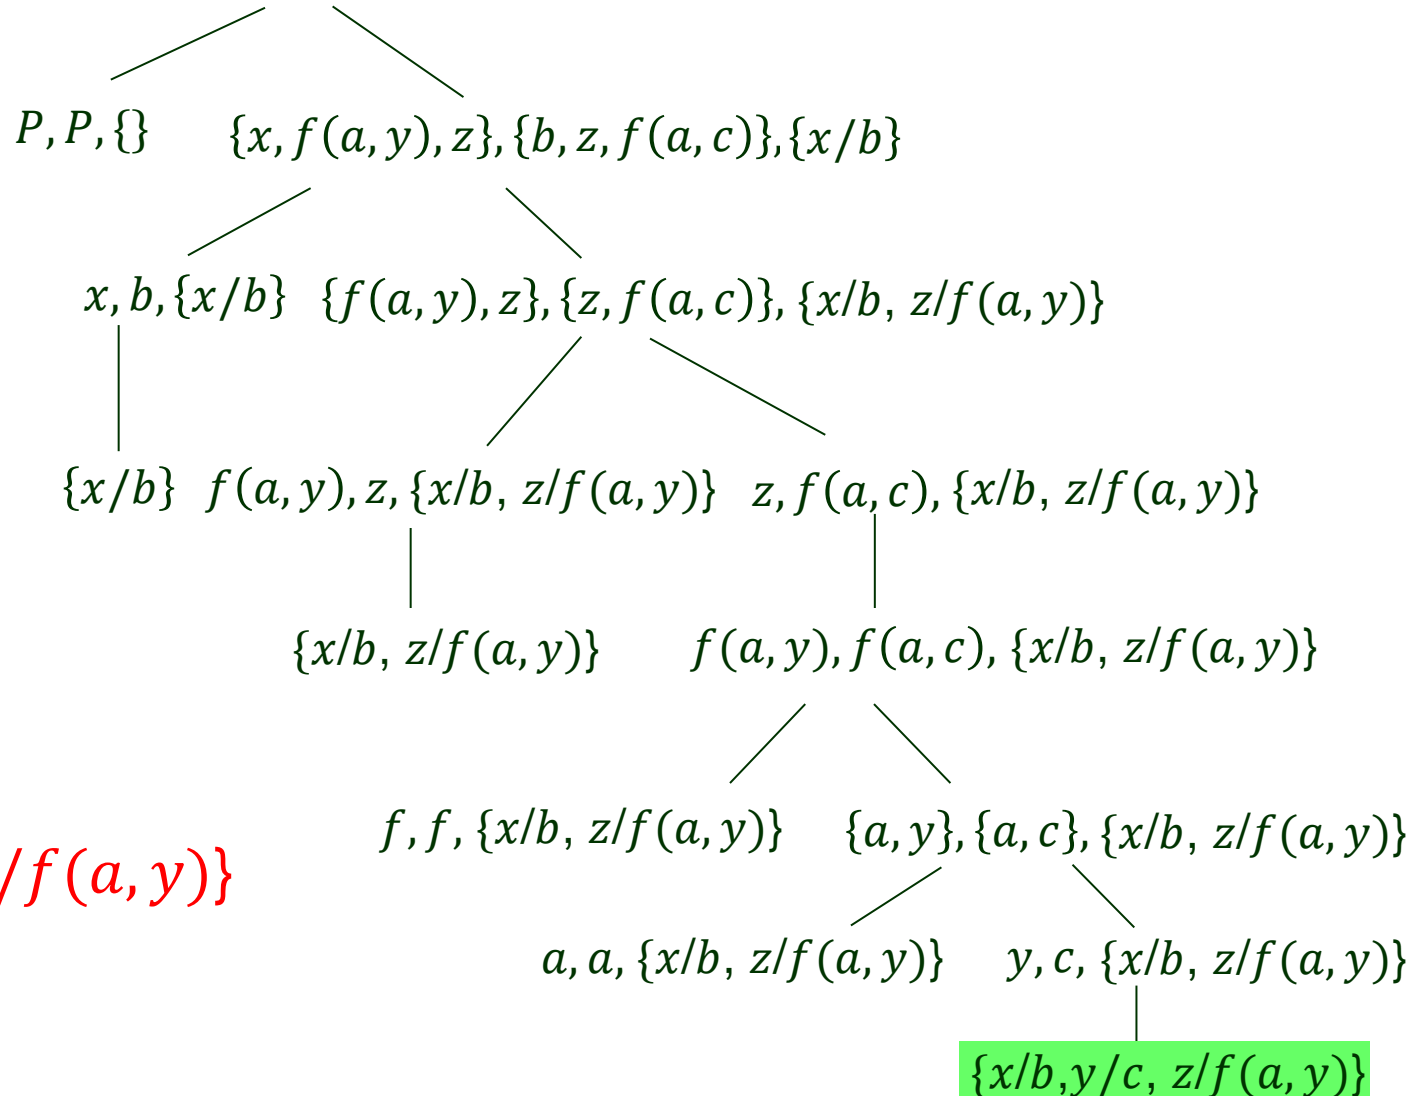 P, P, {} {x, f(a, y), z}, {b, z, f(a, c)}, {x/b}
x, b, {x/b} {f(a, y), z}, {z, f(a, c)}, {x/b, z/f(a, y)}
{x/b} f(a, y), z, {x/b, z/f(a, y)} z, f(a, c), {x/b, z/f(a, y)}
{x/b, z/f(a, y)} f(a, y), f(a, c), {x/b, z/f(a, y)}
f, f, {x/b, z/f(a, y)} {a, y}, {a, c}, {x/b, z/f(a, y)}
/f(a, y)}
a, a, {x/b, z/f(a, y)} y, c, {x/b, z/f(a, y)}
{x/b,y/c, z/f(a, y)}